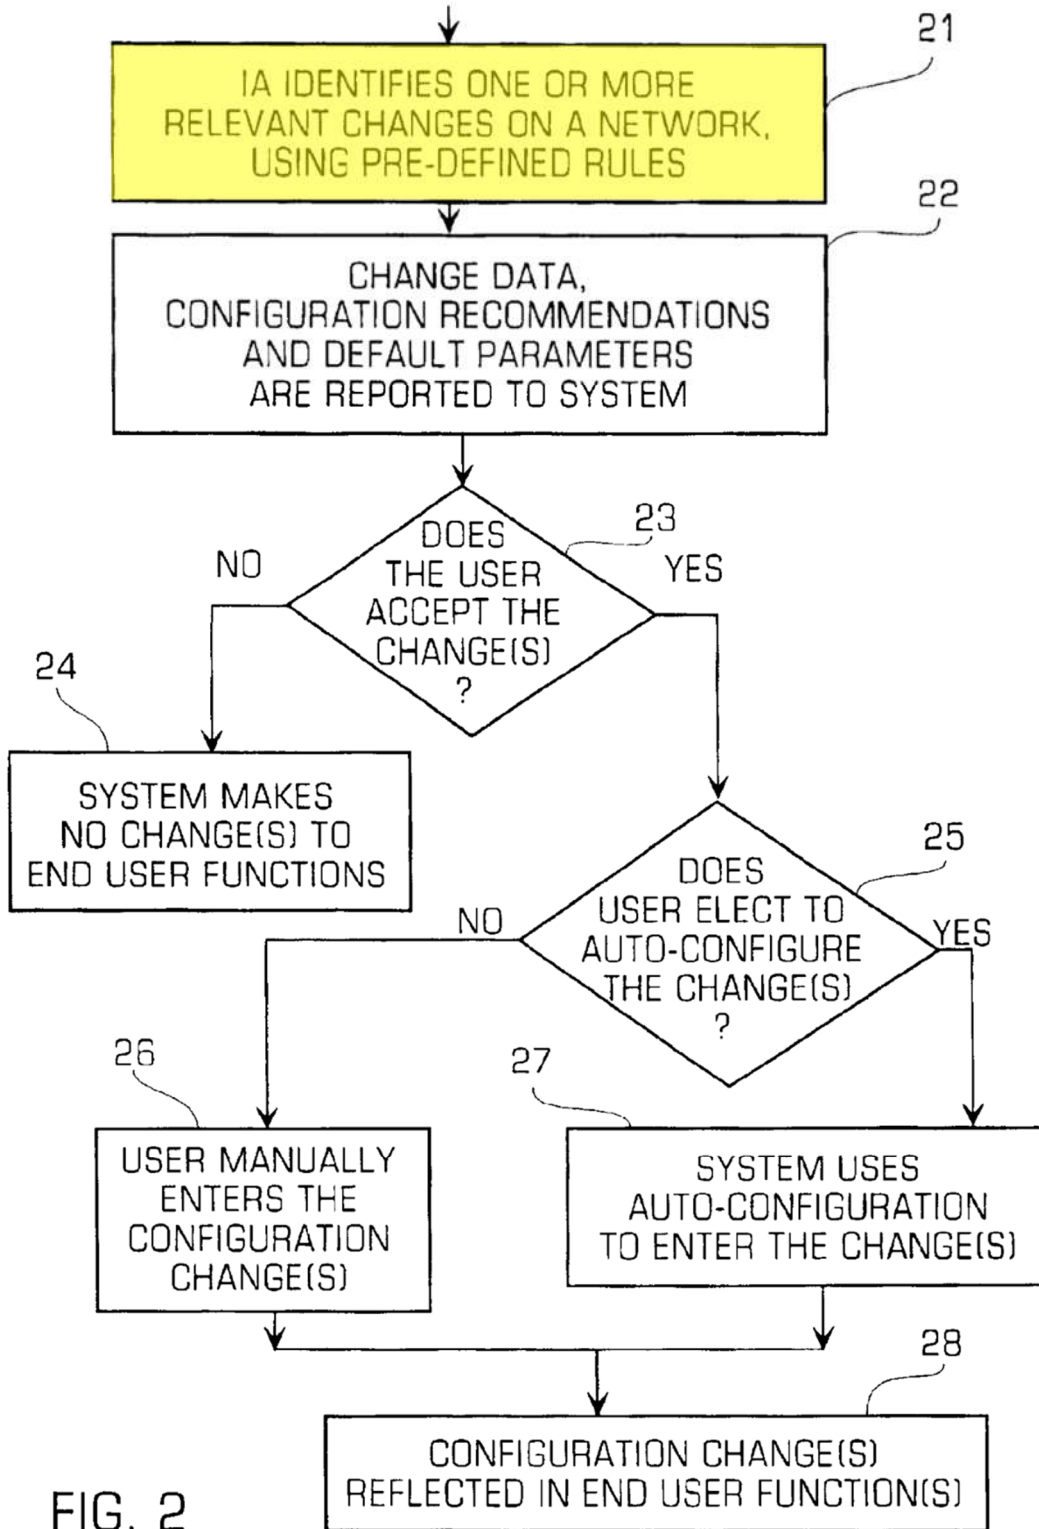 21
IA IDENTIFIES ONE OR MORE
RELEVANT CHANGES ON A NETWORK,
USING PRE-DEFINED RULES
22
CHANGE DATA,
CONFIGURATION RECOMMENDATIONS
AND DEFAULT PARAMETERS
ARE REPORTED TO SYSTEM
23
DOES
THE USER
ACCEPT THE
CHANGE(S)
?
NO
YES
24
SYSTEM MAKES
NO CHANGE(S) TO
END USER FUNCTIONS
25
DOES
USER ELECT TO
AUTO-CONFIGURE
THE CHANGE(S)
?
NO
YES
26
USER MANUALLY
ENTERS THE
CONFIGURATION
CHANGE(S)
27
SYSTEM USES
AUTO-CONFIGURATION
TO ENTER THE CHANGE(S)
28
CONFIGURATION CHANGE(S)
REFLECTED IN END USER FUNCTION(S)
FIG. 2